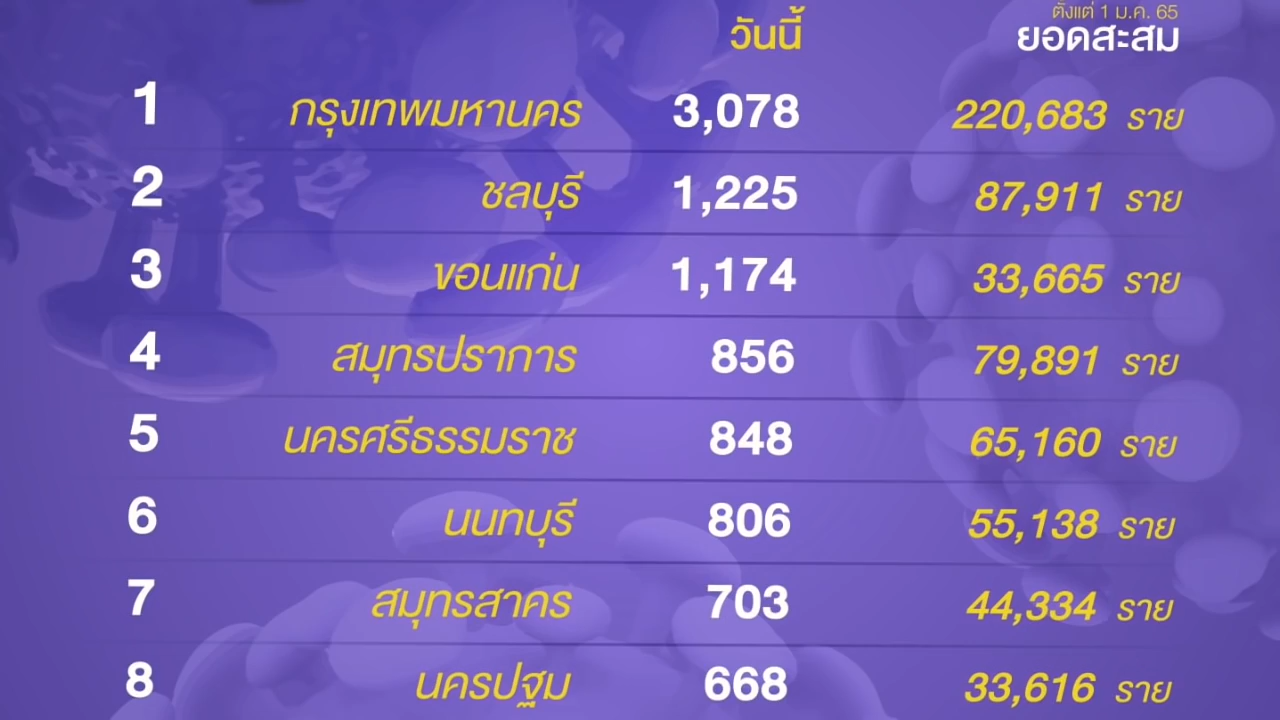 ตั้งแต่ 1 ม.ค. 65
วันนี้ ยอดสะสม
1 กรุงเทพมหานคร 3,078 220,683 ราย
2 ชลบุรี 1,225 87,911 ราย
3 ขอนแก่น 1,174 33,665 ราย
4 สมุทรปราการ 856 79,891 ราย
5 นครศรีธรรมราช 848 65,160 ราย
6 นนทบุรี 806 55,138 ราย
7 สมุทรสาคร 703 44,334 ราย
8 นครปฐม 668 33,616 ราย